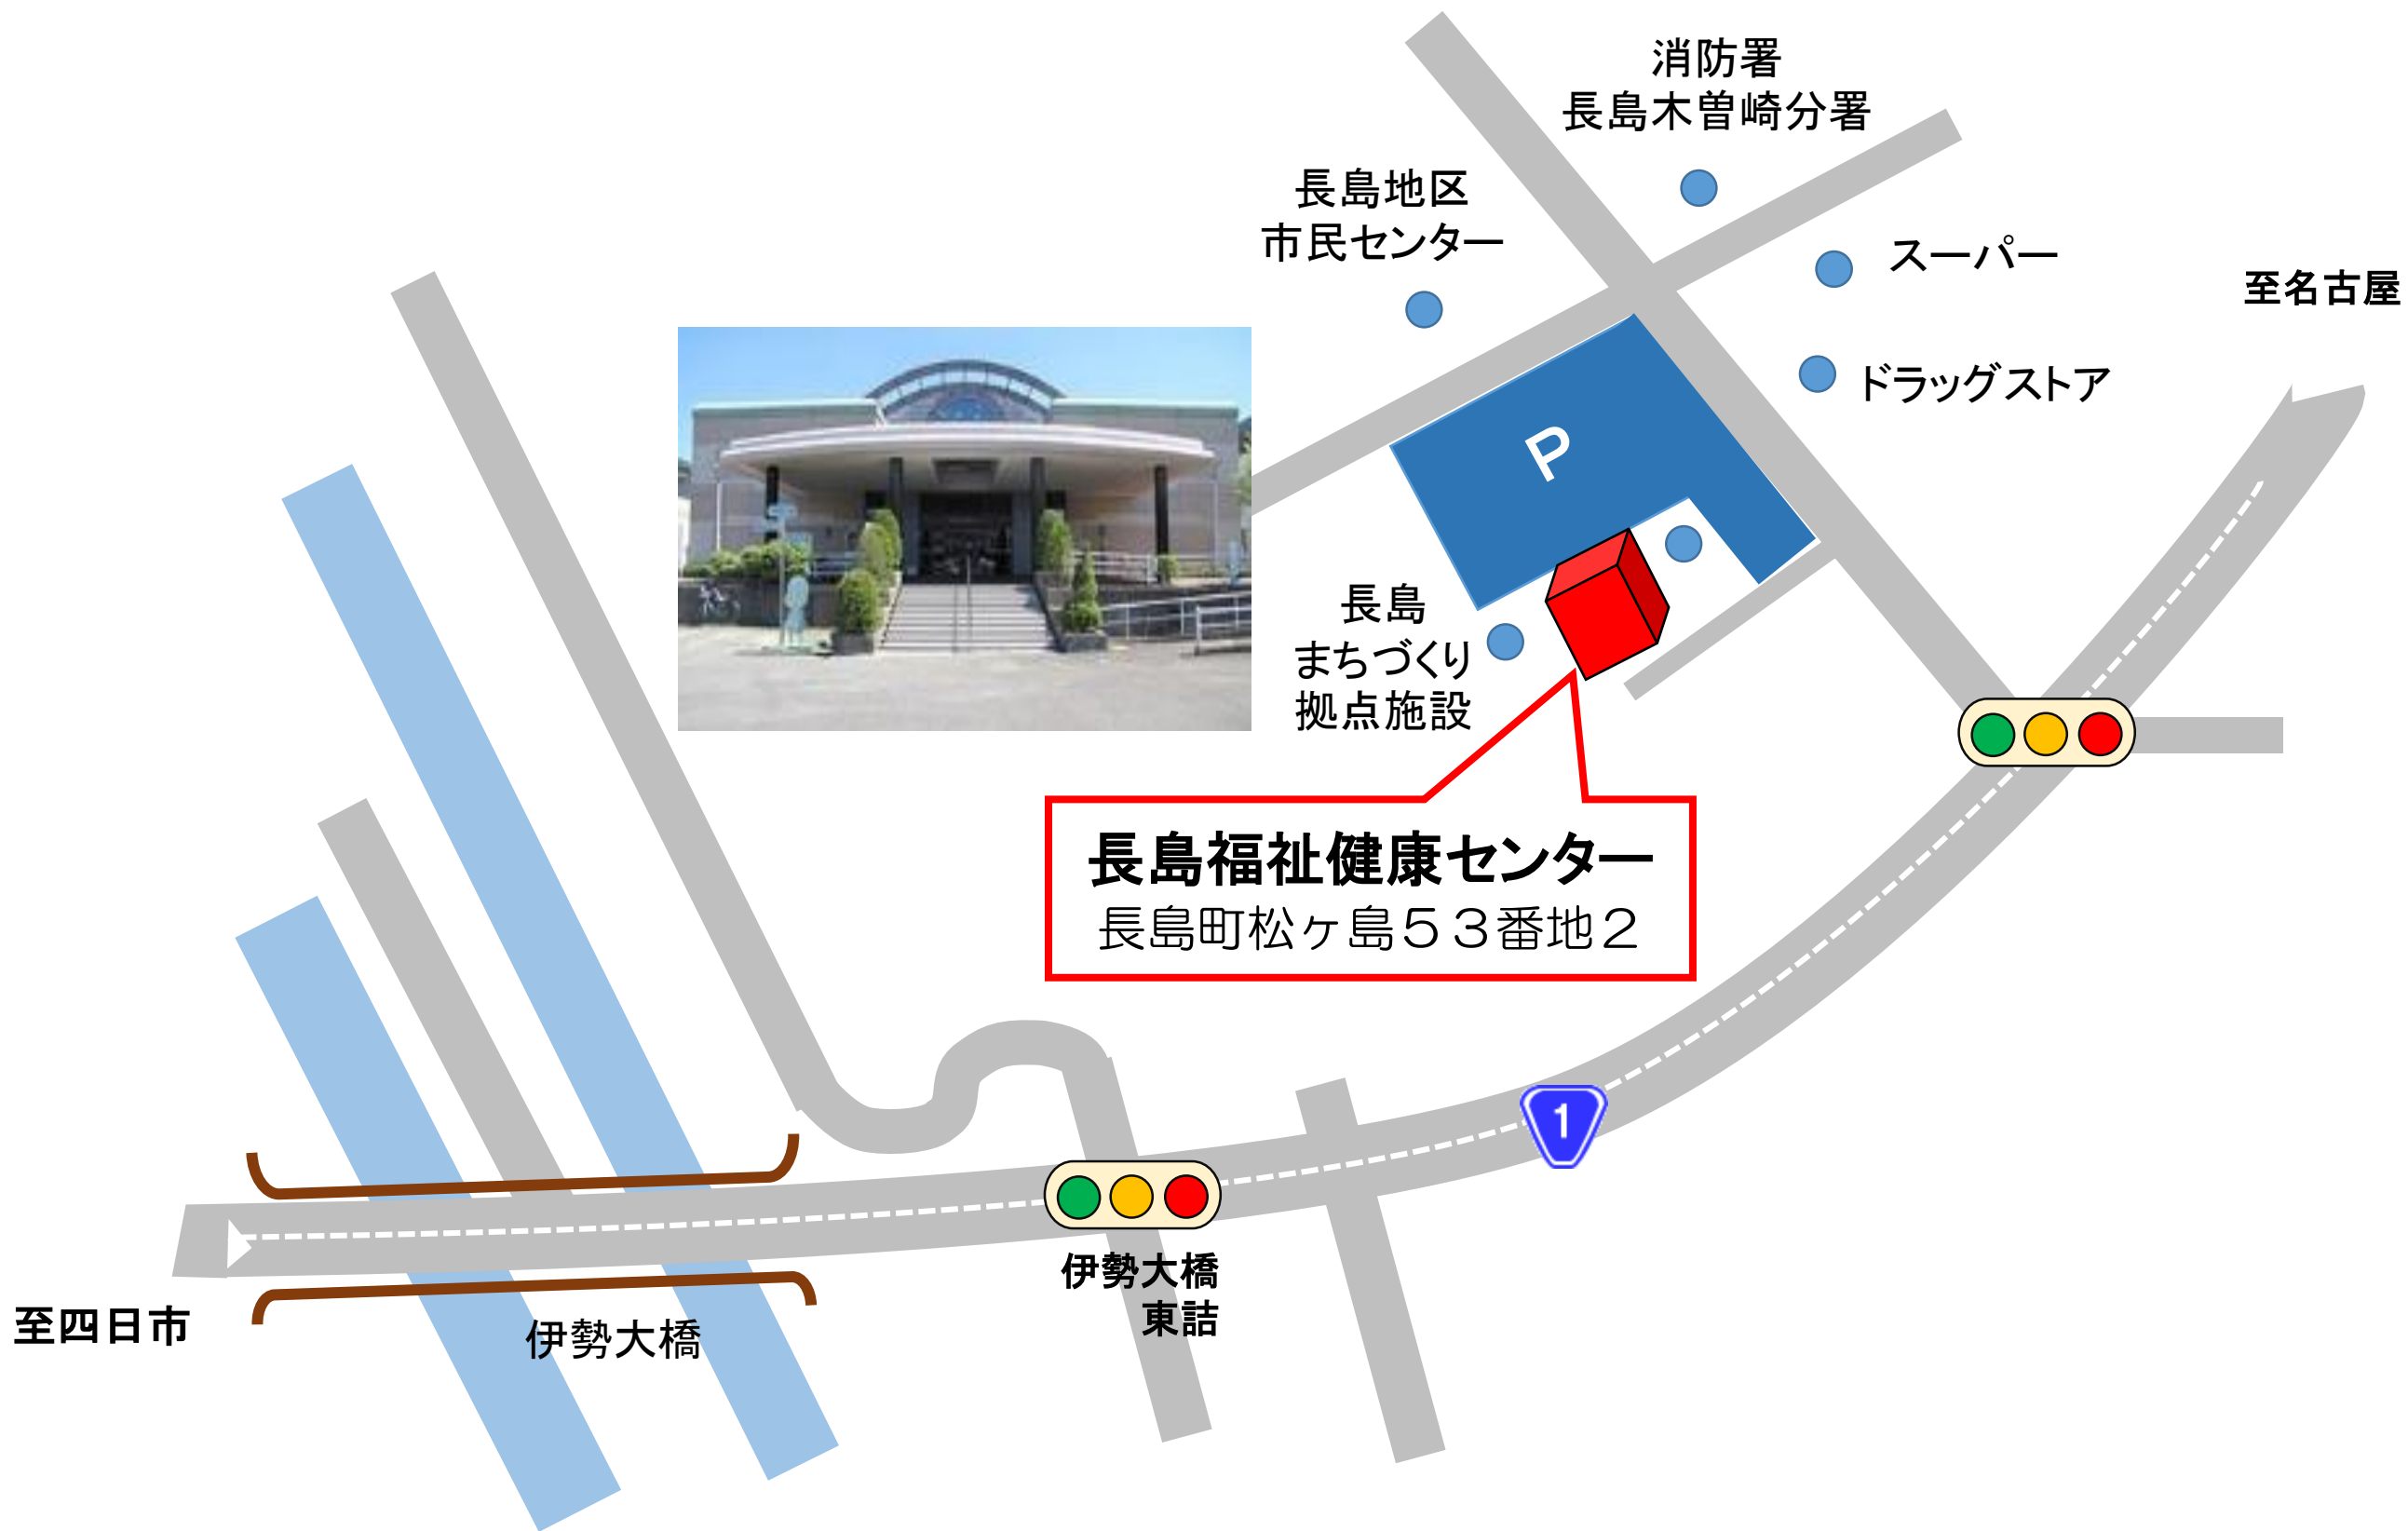 消防署
長島木曽崎分署
長島地区
市民センター
スーパー
至名古屋
ドラッグストア
P
長島
まちづくり
拠点施設
長島福祉健康センター
長島町松ヶ島５３番地２
1
伊勢大橋
東詰
至四日市
伊勢大橋